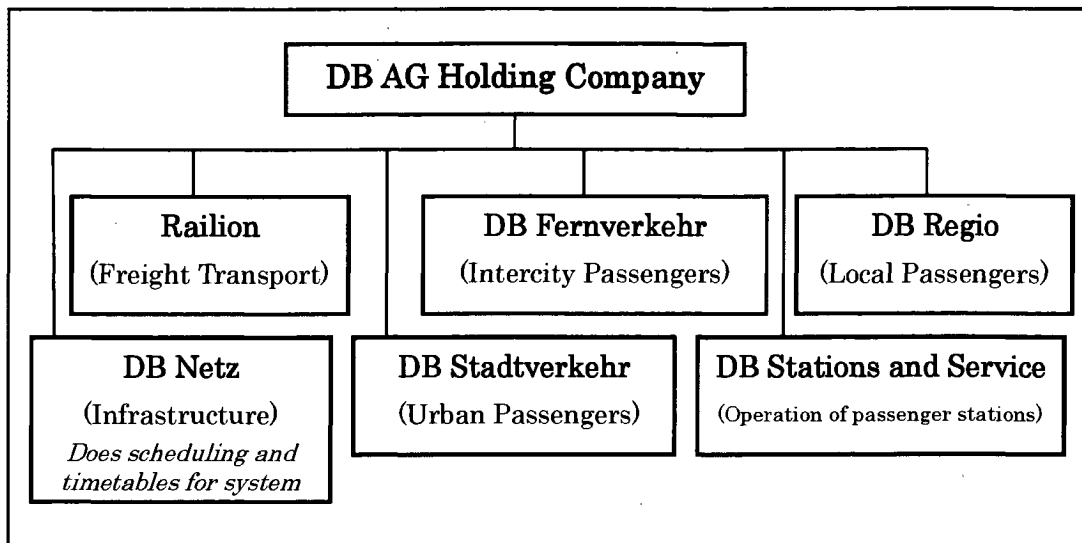 DB AG Holding Company
Railion
(Freight Transport)
DB Fernverkehr
(Intercity Passengers)
DB Regio
(Local Passengers)
DB Netz
(Infrastructure)
Does scheduling and
timetables for system
DB Stadtverkehr
(Urban Passengers)
DB Stations and Service
(Operation of passenger stations)